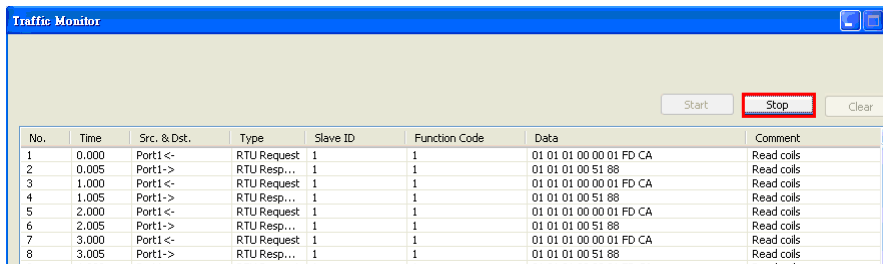 Traffic Monitor
Start Stop Clear
No. Time Src. & Dst. Type Slave ID Function Code Data Comment
1 0.000 Port1<- RTU Request 1 1 01 01 01 00 00 01 FD CA Read coils
2 0.005 Port1-> RTU Resp... 1 1 01 01 01 00 51 88 Read coils
3 1.000 Port1<- RTU Request 1 1 01 01 01 00 00 01 FD CA Read coils
4 1.005 Port1-> RTU Resp... 1 1 01 01 01 00 51 88 Read coils
5 2.000 Port1<- RTU Request 1 1 01 01 01 00 00 01 FD CA Read coils
6 2.005 Port1-> RTU Resp... 1 1 01 01 01 00 51 88 Read coils
7 3.000 Port1<- RTU Request 1 1 01 01 01 00 00 01 FD CA Read coils
8 3.005 Port1-> RTU Resp... 1 1 01 01 01 00 51 88 Read coils